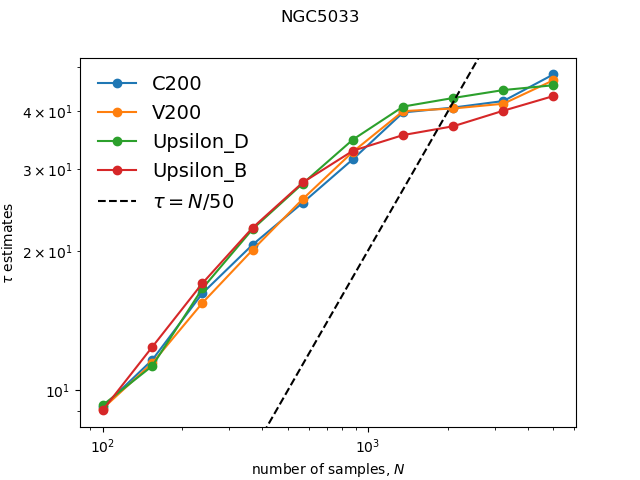 NGC5033
C200
V200
Upsilon_D
Upsilon_B
τ = N/50
τ estimates
4 × 10¹
3 × 10¹
2 × 10¹
10¹
10² 10³
number of samples, N